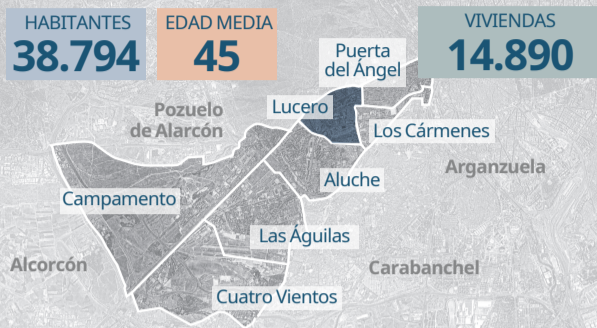 HABITANTES
38.794
EDAD MEDIA
45
VIVIENDAS
14.890
Puerta
del Ángel
Lucero
Pozuelo
de Alarcón
Los Cármenes
Arganzuela
Aluche
Campamento
Las Águilas
Alcorcón
Carabanchel
Cuatro Vientos